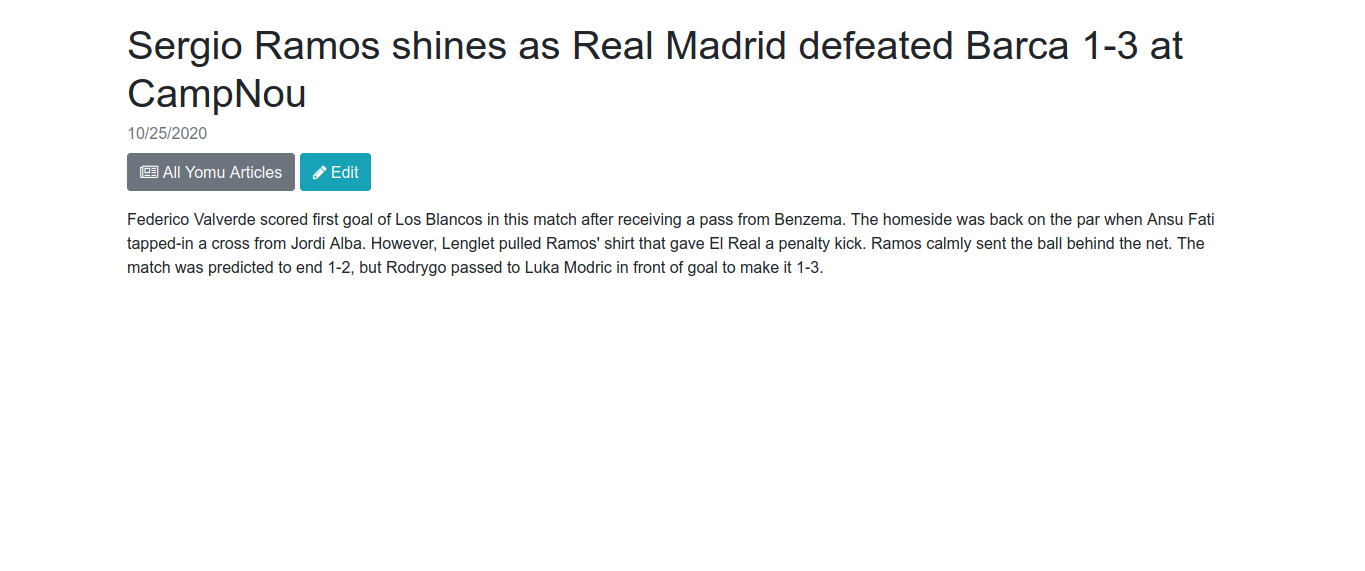 Sergio Ramos shines as Real Madrid defeated Barca 1-3 at
CampNou
10/25/2020
All Yomu Articles Edit
Federico Valverde scored first goal of Los Blancos in this match after receiving a pass from Benzema. The homeside was back on the par when Ansu Fati
tapped-in a cross from Jordi Alba. However, Lenglet pulled Ramos' shirt that gave El Real a penalty kick. Ramos calmly sent the ball behind the net. The
match was predicted to end 1-2, but Rodrygo passed to Luka Modric in front of goal to make it 1-3.